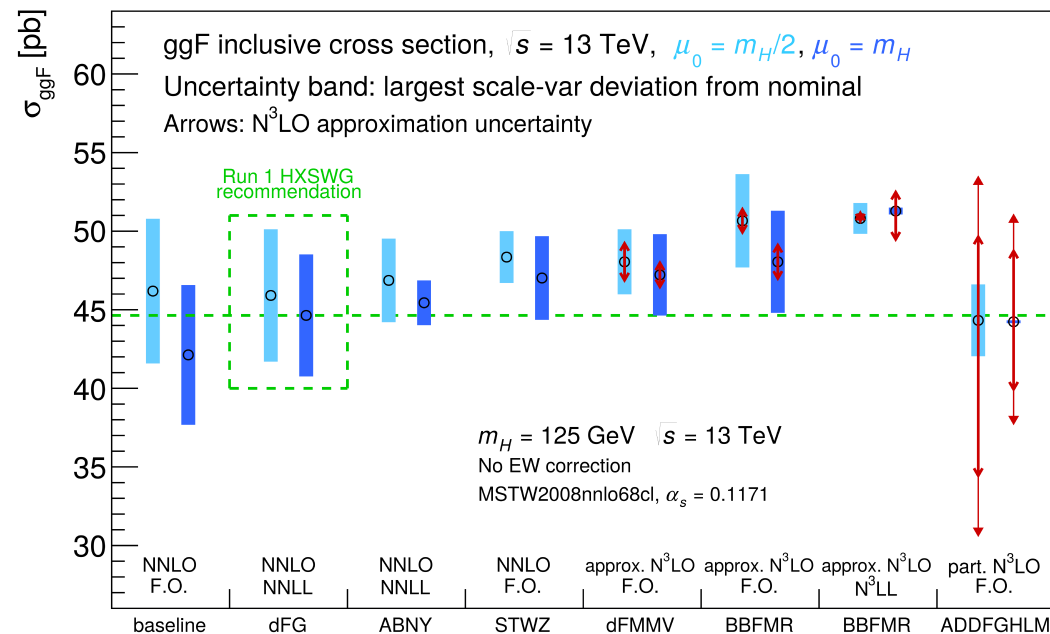 σggF [pb]
ggF inclusive cross section, √s = 13 TeV, μ0 = mH/2, μ0 = mH
Uncertainty band: largest scale-var deviation from nominal
Arrows: N³LO approximation uncertainty
60
55
50
45
40
35
30
Run 1 HXSWG
recommendation
mH = 125 GeV √s = 13 TeV
No EW correction
MSTW2008nnlo68cl, αs = 0.1171
NNLO NNLO NNLO NNLO approx. N³LO approx. N³LO approx. N³LO part. N³LO
F.O. NNLL NNLL F.O. F.O. F.O. N³LL F.O.
baseline dFG ABNY STWZ dFMMV BBFMR BBFMR ADDFGHLM